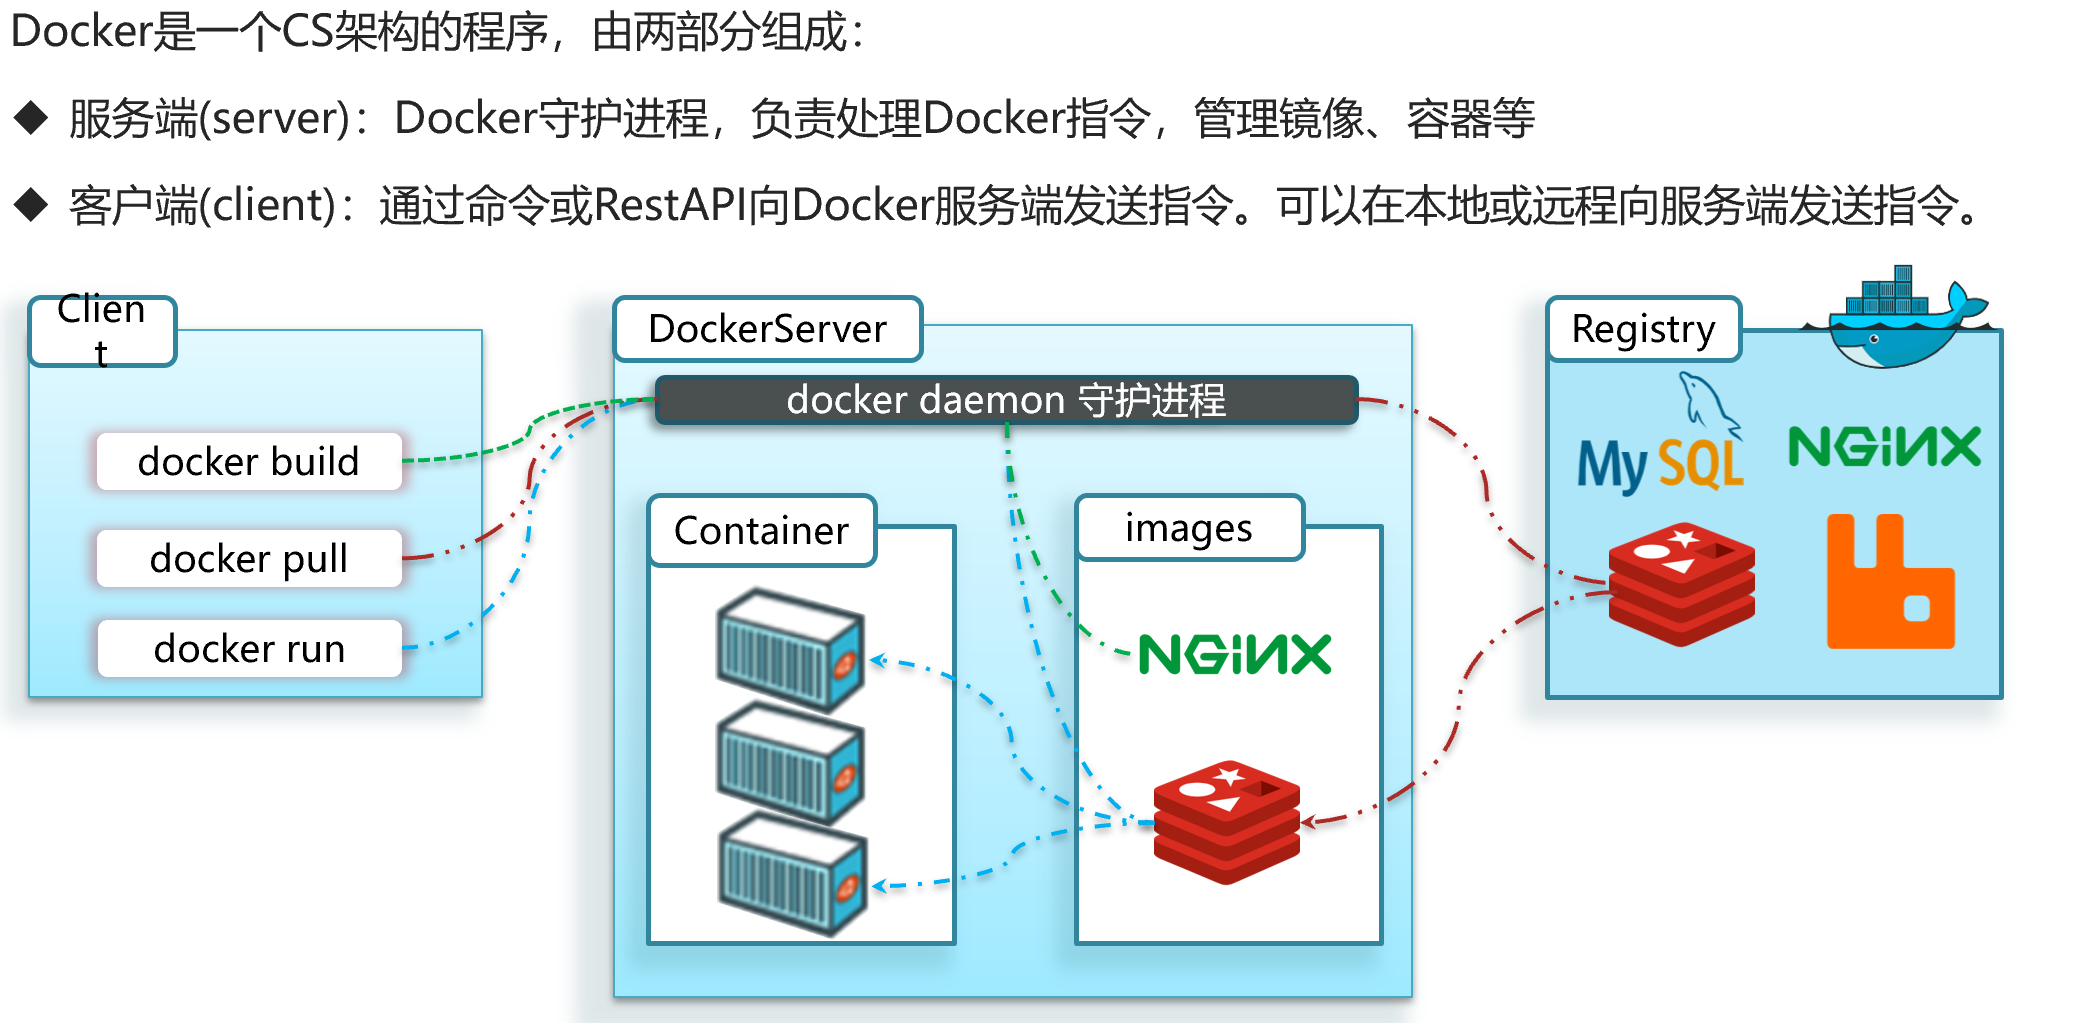 Docker是一个CS架构的程序，由两部分组成：
◆ 服务端(server)：Docker守护进程，负责处理Docker指令，管理镜像、容器等
◆ 客户端(client)：通过命令或RestAPI向Docker服务端发送指令。可以在本地或远程向服务端发送指令。
Clien
t
docker build
docker pull
docker run
DockerServer
docker daemon 守护进程
Container
images
NGINX
Registry
MySQL
NGINX